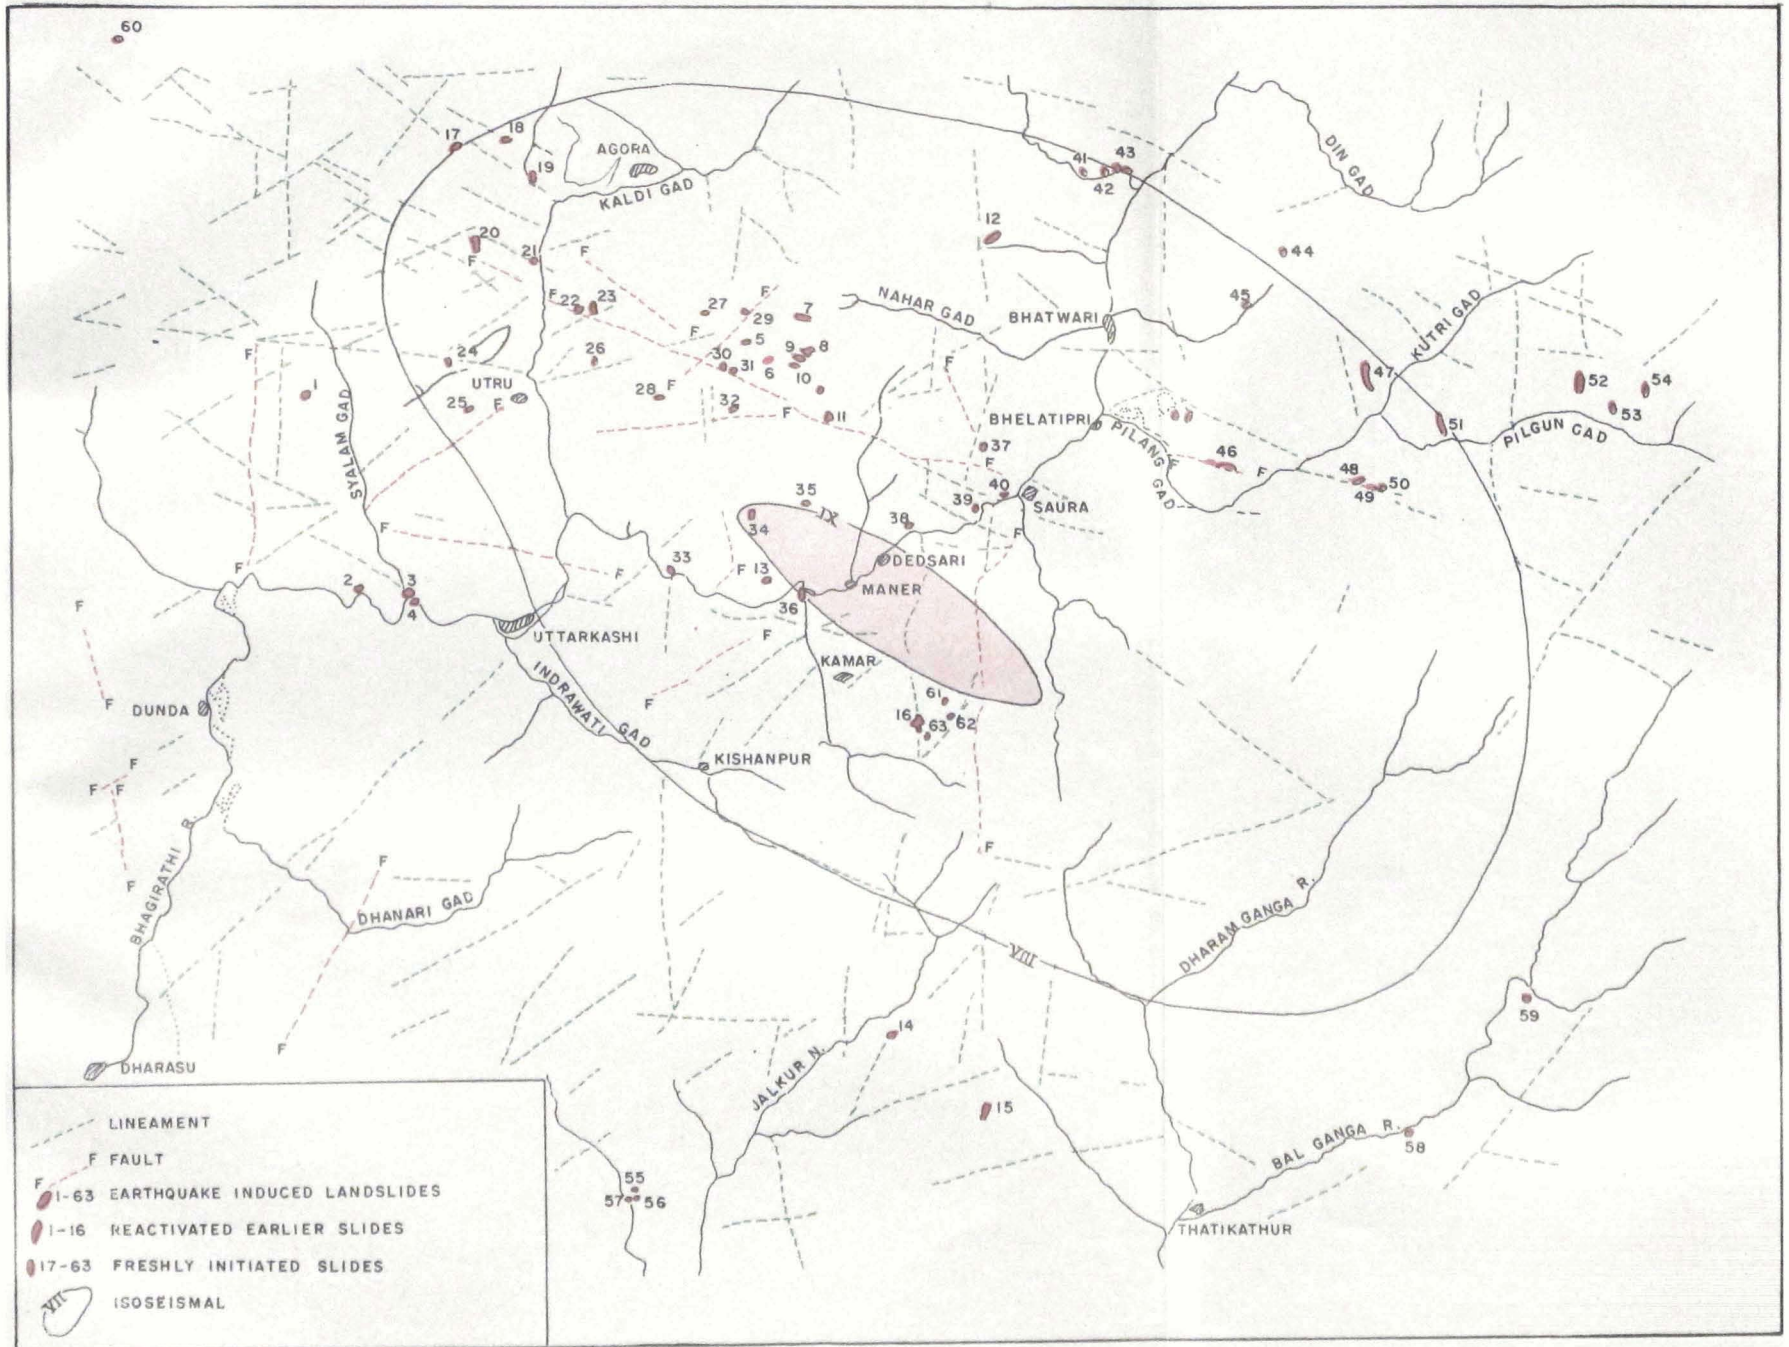 60
17
18
19
AGORA
KALDI GAD
41
43
42
DIN GAD
20
F
21
F
12
44
F
22
23
27
F
29
7
F
NAHAR GAD
BHATWARI
45
KUTRI GAD
F
24
26
5
30
31
6
9
8
10
F
47
52
54
53
1
UTRU
25
F
28
F
32
F
11
BHELATIPRI
PILANG GAD
51
PILGUN GAD
SYALAM GAD
37
F
46
F
48
49
50
35
IX
34
39
40
SAURA
38
F
F
F
33
F
13
DEDSARI
MANER
36
F
2
3
4
UTTARKASHI
F
KAMAR
F
F
DUNDA
INDRAWATI GAD
61
16
63
62
KISHANPUR
F
F F
BHAGIRATHI R.
F
F
F
DHANARI GAD
DHARAM GANGA R.
VIII
F
DHARASU
JALKUR N.
14
15
59
BAL GANGA R.
58
55
57
56
THATIKATHUR
LINEAMENT
F FAULT
F
1-63 EARTHQUAKE INDUCED LANDSLIDES
1-16 REACTIVATED EARLIER SLIDES
17-63 FRESHLY INITIATED SLIDES
VII ISOSEISMAL